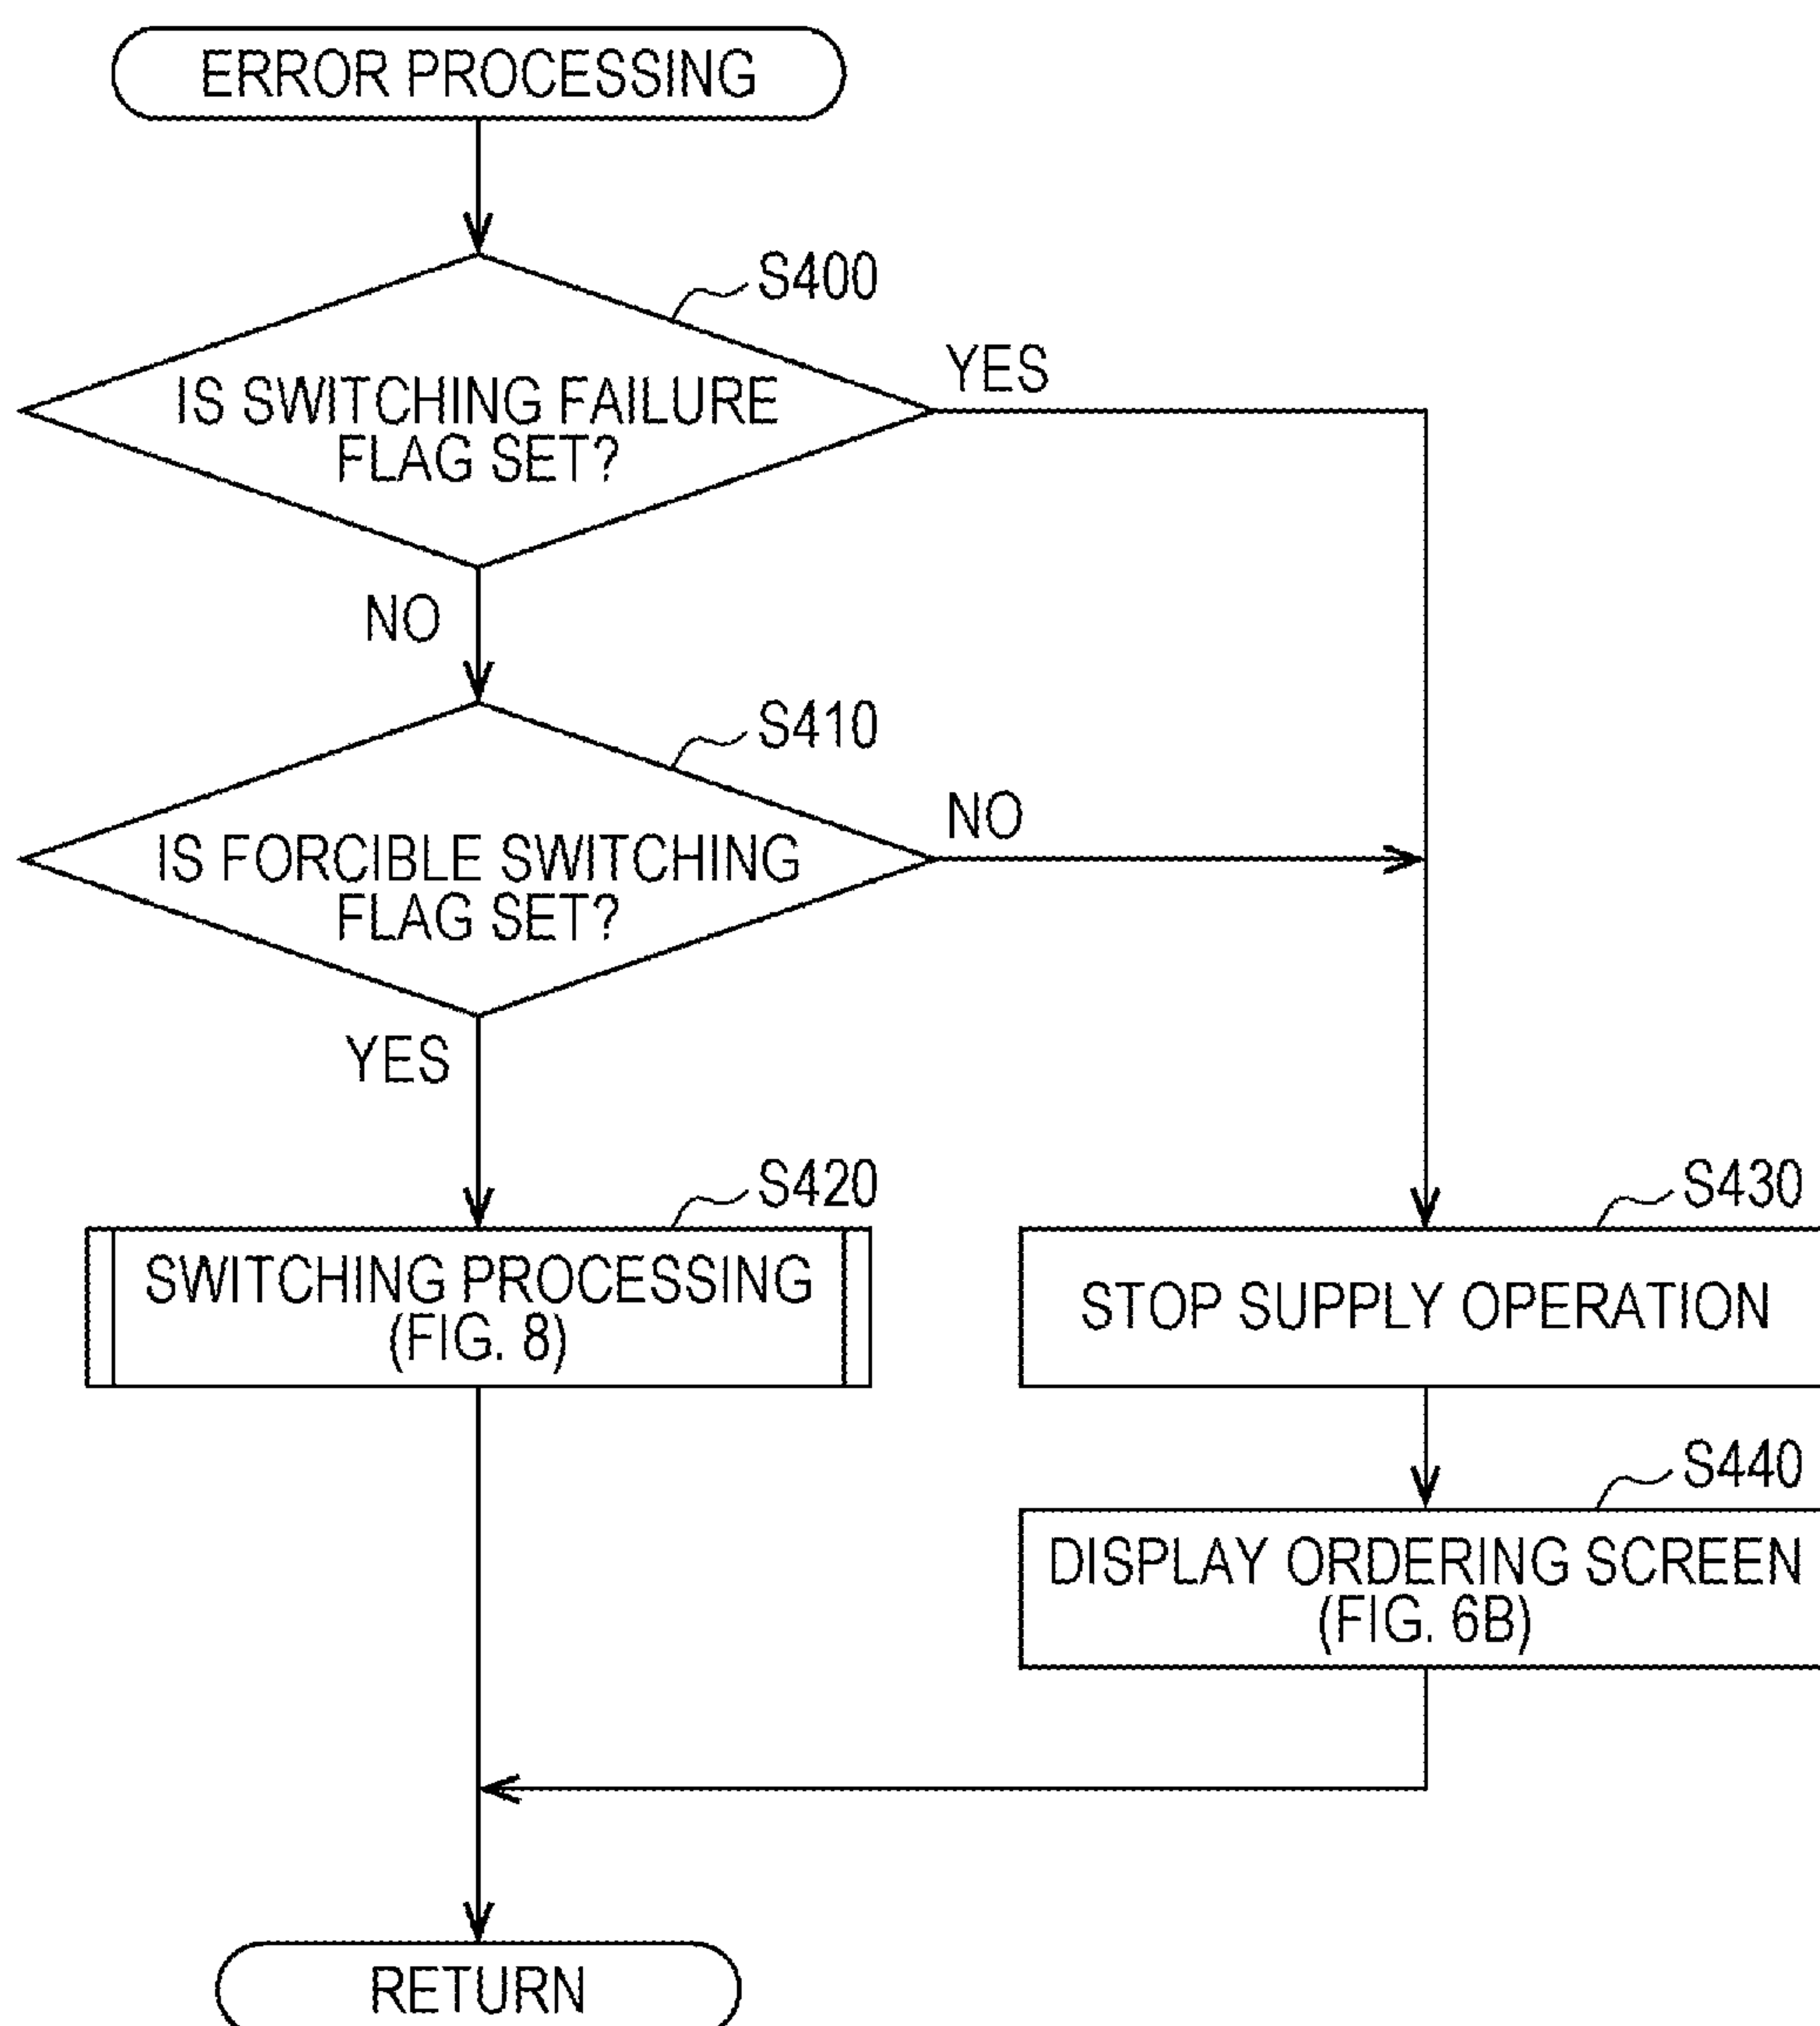 ERROR PROCESSING
S400
IS SWITCHING FAILURE
FLAG SET?
YES
NO
S410
IS FORCIBLE SWITCHING
FLAG SET?
NO
YES
S420
SWITCHING PROCESSING
(FIG. 8)
S430
STOP SUPPLY OPERATION
S440
DISPLAY ORDERING SCREEN
(FIG. 6B)
RETURN